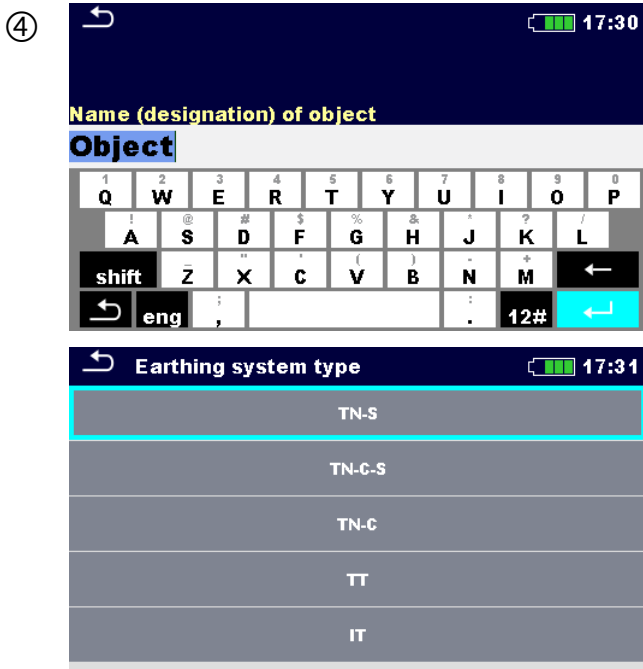 ④
17:30
Name (designation) of object
Object
1 2 3 4 5 6 7 8 9 0
Q W E R T Y U I O P
! @ # $ % & * ? /
A S D F G H J K L
_ " ' ( ) - +
shift Z X C V B N M ←
eng ; , : . 12#
Earthing system type 17:31
TN-S
TN-C-S
TN-C
TT
IT